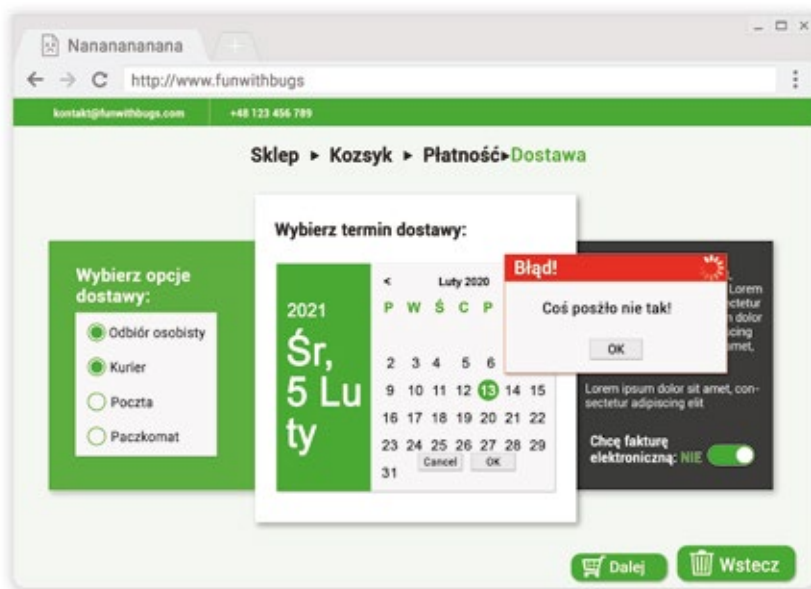 Nanananananana
http://www.funwithbugs
kontakt@funwithbugs.com +48 123 456 789
Sklep ▸ Kozsyk ▸ Płatność▸Dostawa
Wybierz opcje
dostawy:
Odbiór osobisty
Kurier
Poczta
Paczkomat
Wybierz termin dostawy:
2021
Śr,
5 Lu
ty
< Luty 2020
P W Ś C P
2 3 4 5 6
9 10 11 12 13 14 15
16 17 18 19 20 21 22
23 24 25 26 27 28 29
31
Cancel OK
Błąd!
Coś poszło nie tak!
OK
Lorem
dolor
amet,
Lorem ipsum dolor sit amet, con-
sectetur adipiscing elit
Chcę fakturę
elektroniczną: NIE
Dalej
Wstecz